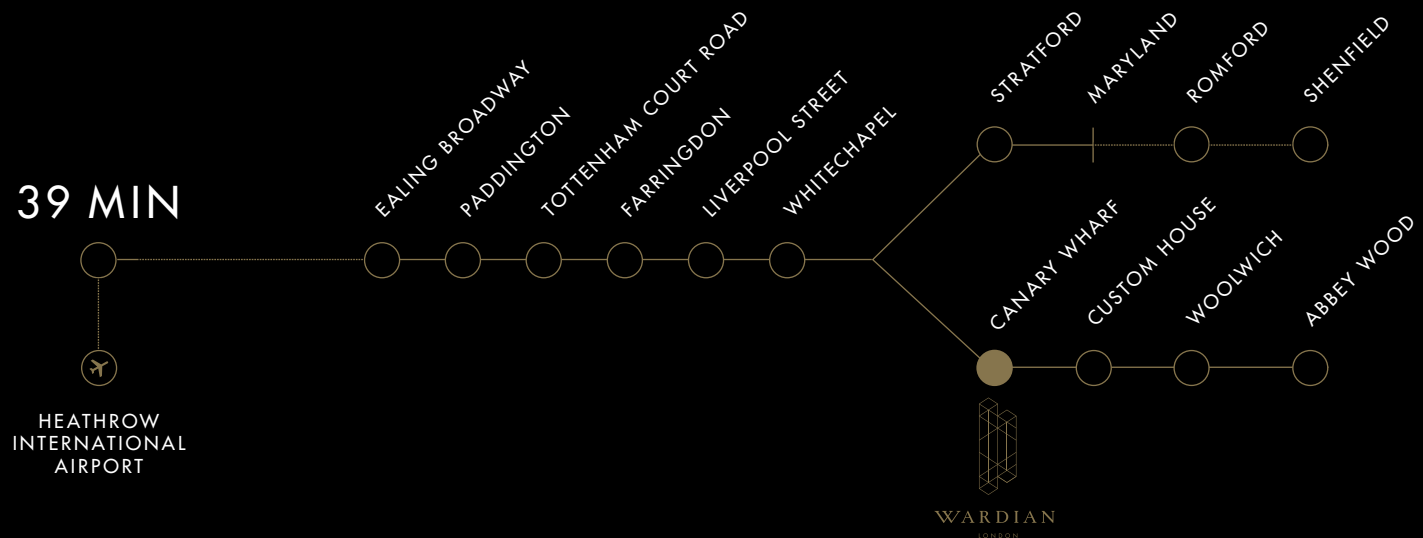 39 MIN
EALING BROADWAY
PADDINGTON
TOTTENHAM COURT ROAD
FARRINGDON
LIVERPOOL STREET
WHITECHAPEL
STRATFORD
MARYLAND
ROMFORD
SHENFIELD
CANARY WHARF
CUSTOM HOUSE
WOOLWICH
ABBEY WOOD
HEATHROW
INTERNATIONAL
AIRPORT
WARDIAN
LONDON